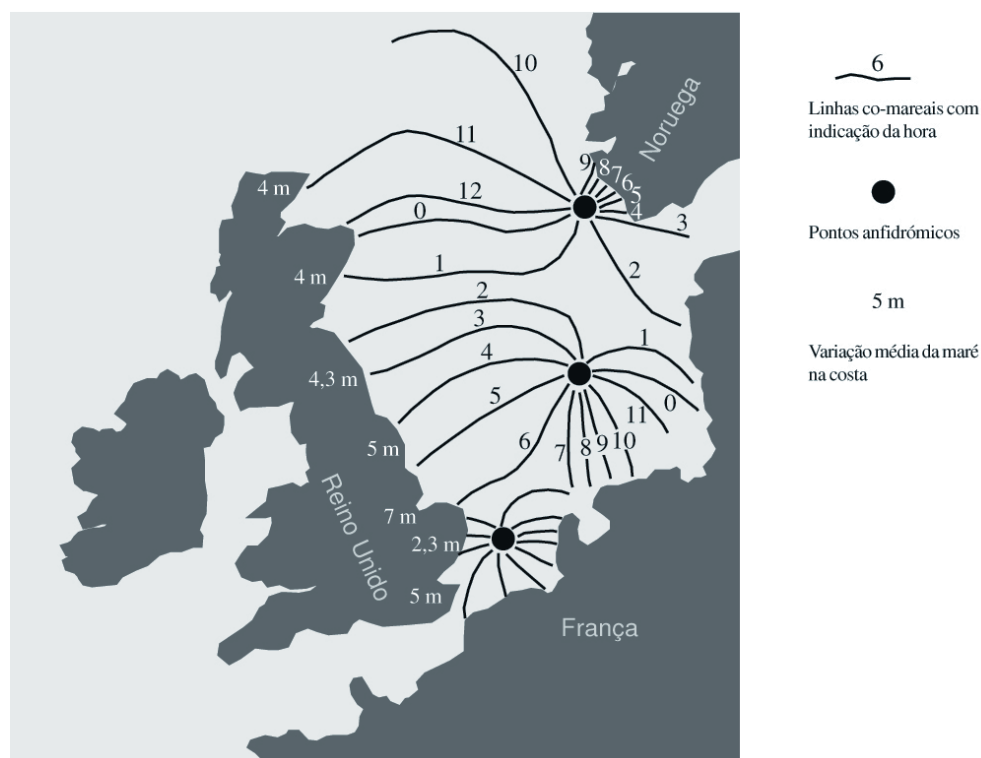 10
11
12
0
1
2
3
4
5
6
7
8
9
10
11
0
1
9
8
7
6
5
4
3
2
4 m
4 m
4,3 m
5 m
7 m
2,3 m
5 m
Noruega
Reino Unido
França
6
Linhas co-mareais com
indicação da hora
Pontos anfidrómicos
5 m
Variação média da maré
na costa